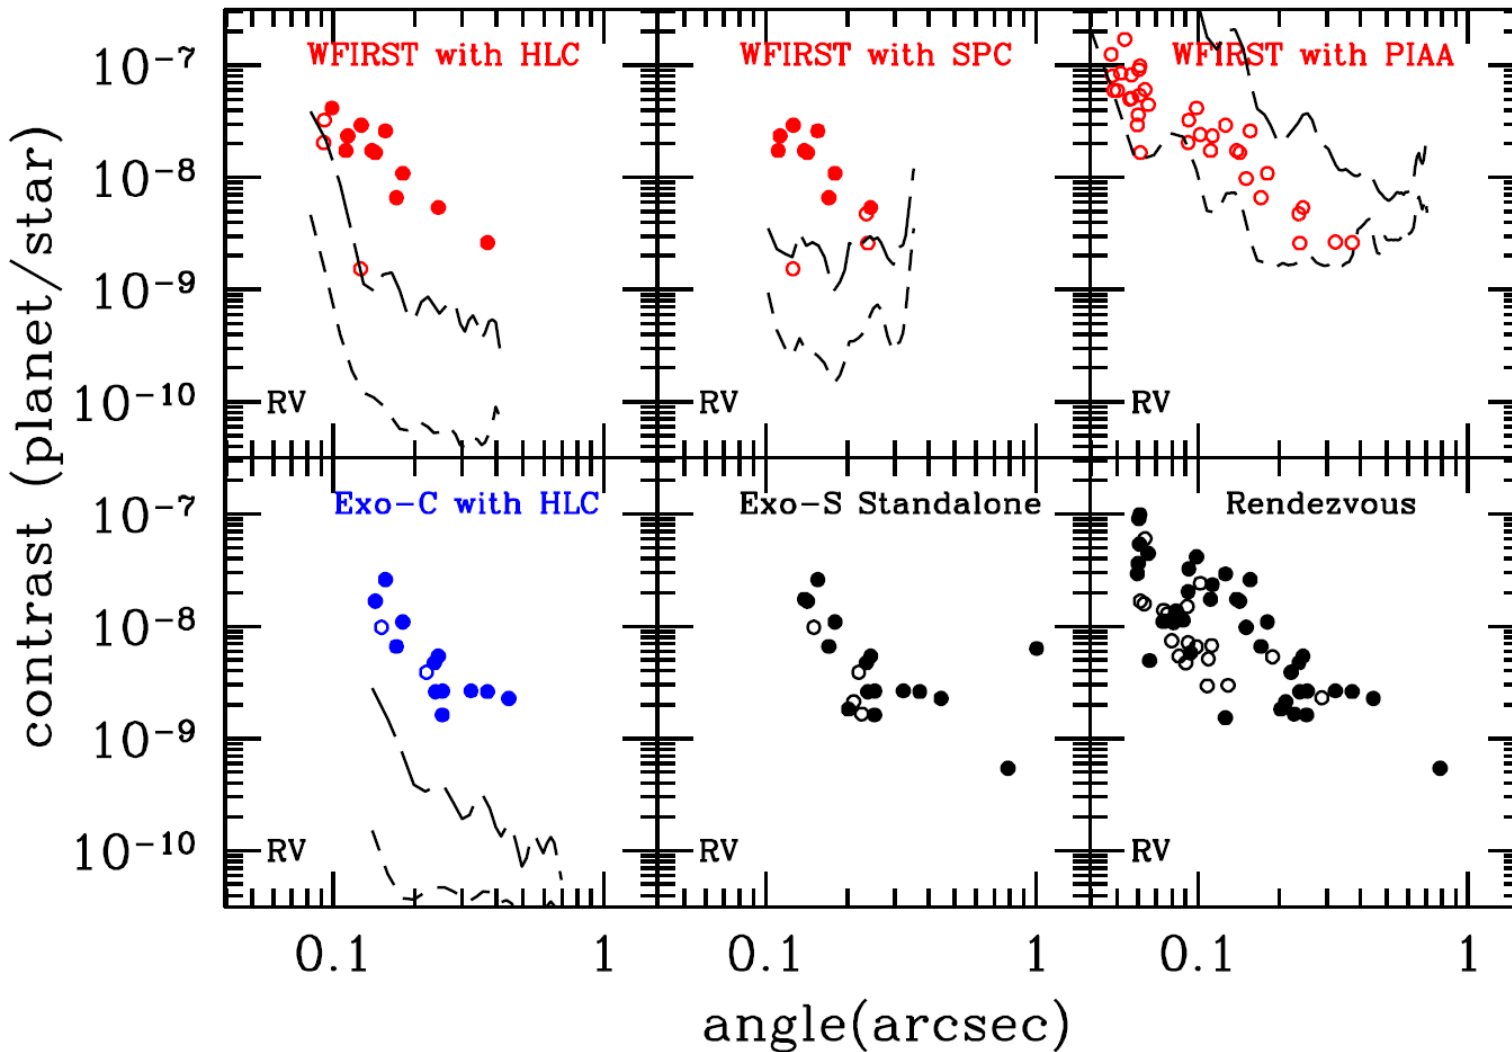 contrast (planet/star)
10-7
10-8
10-9
10-10
10-7
10-8
10-9
10-10
WFIRST with HLC
RV
WFIRST with SPC
RV
WFIRST with PIAA
RV
Exo-C with HLC
RV
Exo-S Standalone
RV
Rendezvous
RV
0.1
1
0.1
1
0.1
1
angle(arcsec)